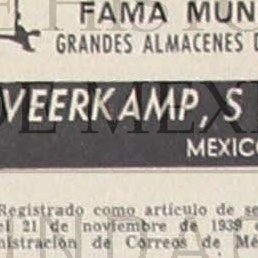 FAMA MUN
GRANDES ALMACENES D
VEERKAMP, S
MEXICO
Registrado como artículo de se
el 21 de noviembre de 1939
nistración de Correos de Mé